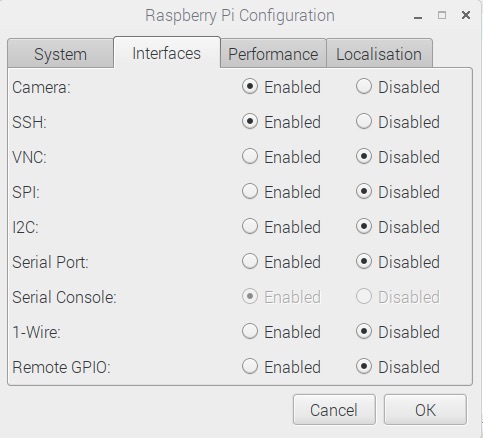 Raspberry Pi Configuration
System Interfaces Performance Localisation
Camera: Enabled Disabled
SSH: Enabled Disabled
VNC: Enabled Disabled
SPI: Enabled Disabled
I2C: Enabled Disabled
Serial Port: Enabled Disabled
Serial Console: Enabled Disabled
1-Wire: Enabled Disabled
Remote GPIO: Enabled Disabled
Cancel OK